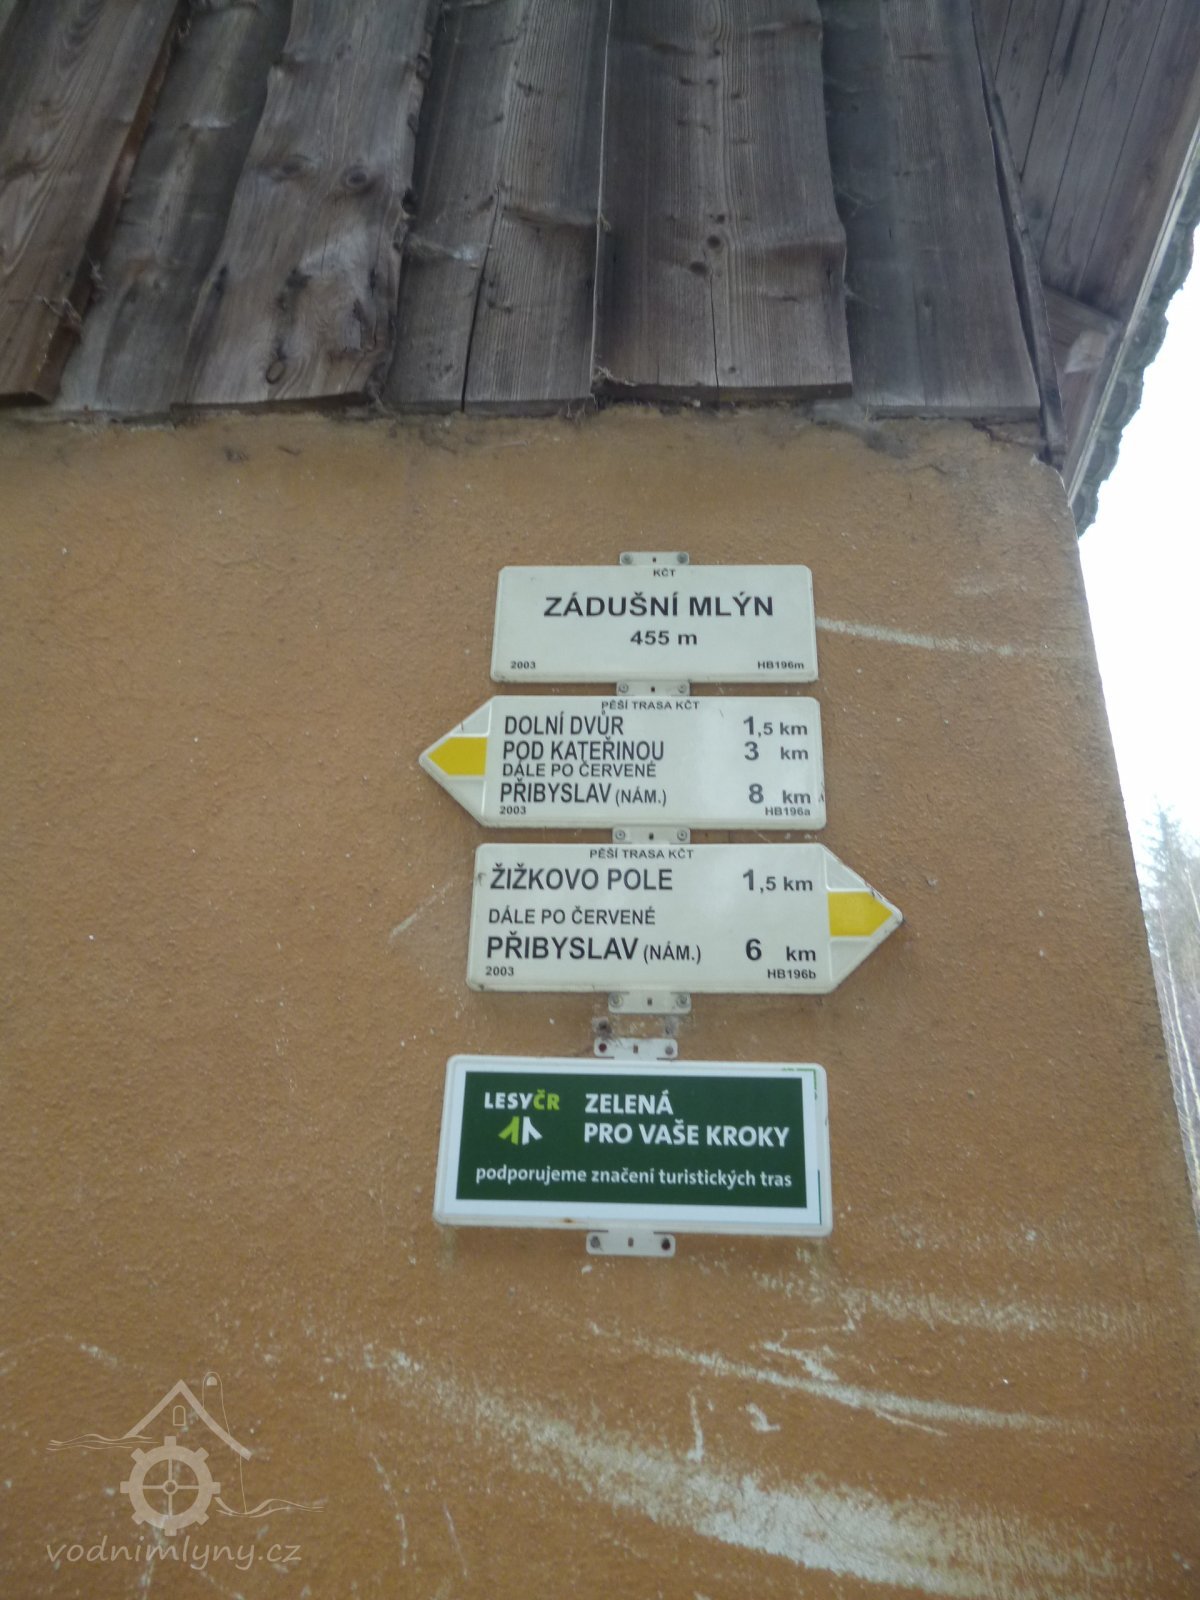 KČT
ZÁDUŠNÍ MLÝN
455 m
2003 HB196m
PĚŠÍ TRASA KČT
DOLNÍ DVŮR 1,5 km
POD KATEŘINOU 3 km
DÁLE PO ČERVENÉ
PŘIBYSLAV (NÁM.) 8 km
2003 HB196a
PĚŠÍ TRASA KČT
ŽIŽKOVO POLE 1,5 km
DÁLE PO ČERVENÉ
PŘIBYSLAV (NÁM.) 6 km
2003 HB196b
LESY ČR ZELENÁ
PRO VAŠE KROKY
podporujeme značení turistických tras
vodnimlyny.cz